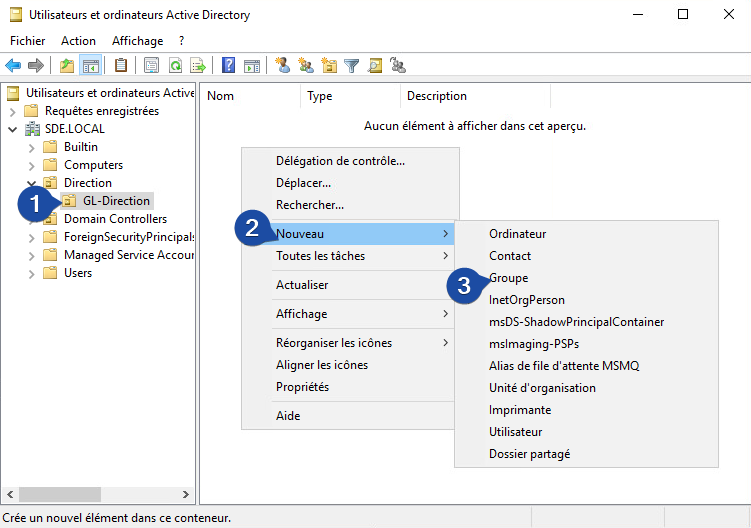 Utilisateurs et ordinateurs Active Directory
Fichier Action Affichage ?
Utilisateurs et ordinateurs Active
Requêtes enregistrées
SDE.LOCAL
Builtin
Computers
Direction
1 GL-Direction
Domain Controllers
ForeignSecurityPrincipals
Managed Service Accour
Users
Nom Type Description
Aucun élément à afficher dans cet aperçu.
Délégation de contrôle...
Déplacer...
Rechercher...
2 Nouveau
Toutes les tâches
Actualiser
Affichage
Réorganiser les icônes
Aligner les icônes
Propriétés
Aide
Ordinateur
Contact
3 Groupe
InetOrgPerson
msDS-ShadowPrincipalContainer
msImaging-PSPs
Alias de file d'attente MSMQ
Unité d'organisation
Imprimante
Utilisateur
Dossier partagé
Crée un nouvel élément dans ce conteneur.